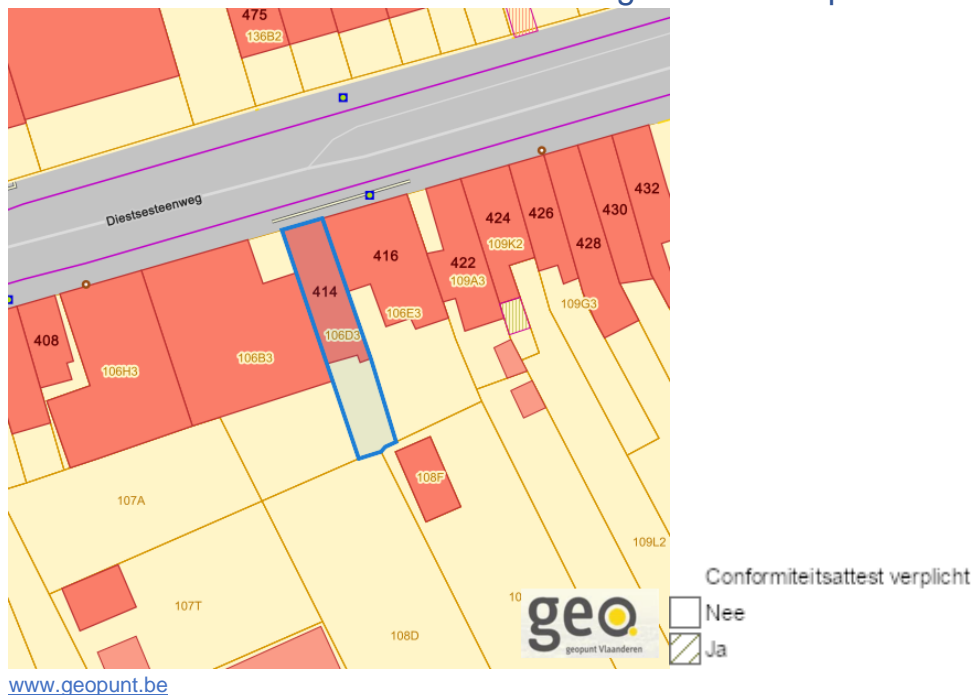 475
136B2
Diestsesteenweg
432
424
426
430
416
109K2
428
422
109A3
414
109G3
106E3
106D3
408
106B3
106H3
108F
107A
109L2
Conformiteitsattest verplicht
107T
geo
Nee
geopunt Vlaanderen
108D
Ja
www.geopunt.be